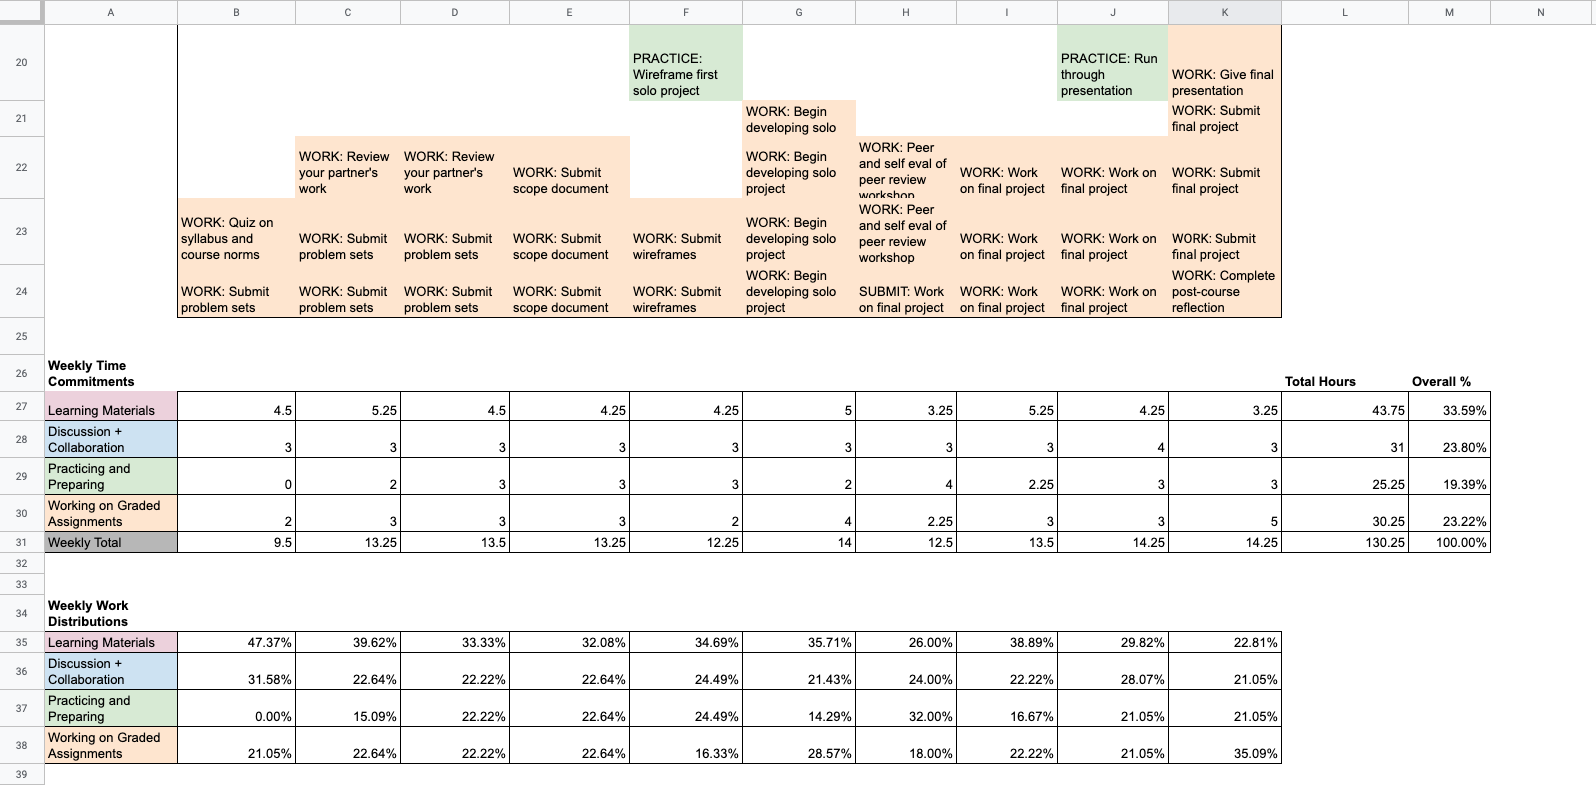 A B C D E F G H I J K L M N
20
PRACTICE:
Wireframe first
solo project
PRACTICE: Run
through
presentation
WORK: Give final
presentation
21
WORK: Begin
developing solo
WORK: Submit
final project
22
WORK: Review
your partner's
work
WORK: Review
your partner's
work
WORK: Submit
scope document
WORK: Begin
developing solo
project
WORK: Peer
and self eval of
peer review
workshop
WORK: Work
on final project
WORK: Work on
final project
WORK: Submit
final project
23
WORK: Quiz on
syllabus and
course norms
WORK: Submit
problem sets
WORK: Submit
problem sets
WORK: Submit
scope document
WORK: Submit
wireframes
WORK: Begin
developing solo
project
WORK: Peer
and self eval of
peer review
workshop
WORK: Work
on final project
WORK: Work on
final project
WORK: Submit
final project
24
WORK: Submit
problem sets
WORK: Submit
problem sets
WORK: Submit
problem sets
WORK: Submit
scope document
WORK: Submit
wireframes
WORK: Begin
developing solo
project
SUBMIT: Work
on final project
WORK: Work
on final project
WORK: Work on
final project
WORK: Complete
post-course
reflection
25
26
Weekly Time
Commitments
Total Hours Overall %
27 Learning Materials 4.5 5.25 4.5 4.25 4.25 5 3.25 5.25 4.25 3.25 43.75 33.59%
28
Discussion +
Collaboration 3 3 3 3 3 3 3 3 4 3 31 23.80%
29
Practicing and
Preparing 0 2 3 3 3 2 4 2.25 3 3 25.25 19.39%
30
Working on Graded
Assignments 2 3 3 3 2 4 2.25 3 3 5 30.25 23.22%
31 Weekly Total 9.5 13.25 13.5 13.25 12.25 14 12.5 13.5 14.25 14.25 130.25 100.00%
32
33
34
Weekly Work
Distributions
35 Learning Materials 47.37% 39.62% 33.33% 32.08% 34.69% 35.71% 26.00% 38.89% 29.82% 22.81%
36
Discussion +
Collaboration 31.58% 22.64% 22.22% 22.64% 24.49% 21.43% 24.00% 22.22% 28.07% 21.05%
37
Practicing and
Preparing 0.00% 15.09% 22.22% 22.64% 24.49% 14.29% 32.00% 16.67% 21.05% 21.05%
38
Working on Graded
Assignments 21.05% 22.64% 22.22% 22.64% 16.33% 28.57% 18.00% 22.22% 21.05% 35.09%
39